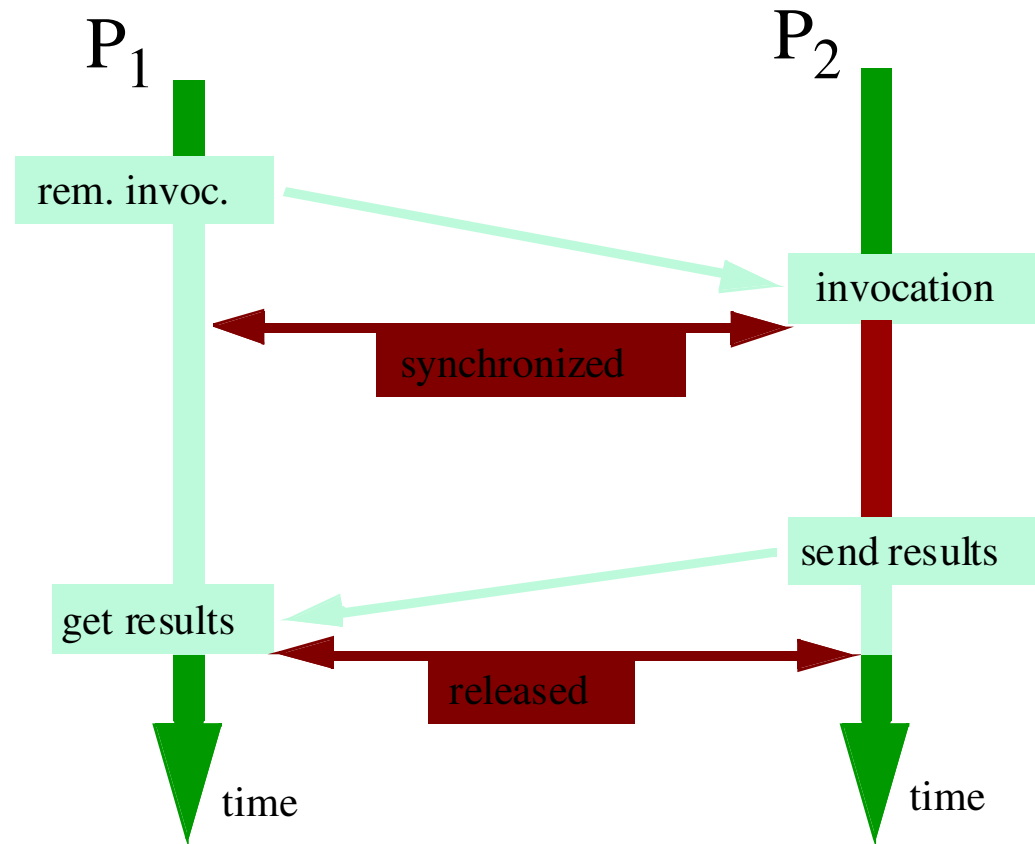 P1
P2
rem. invoc.
invocation
synchronized
send results
get results
released
time
time